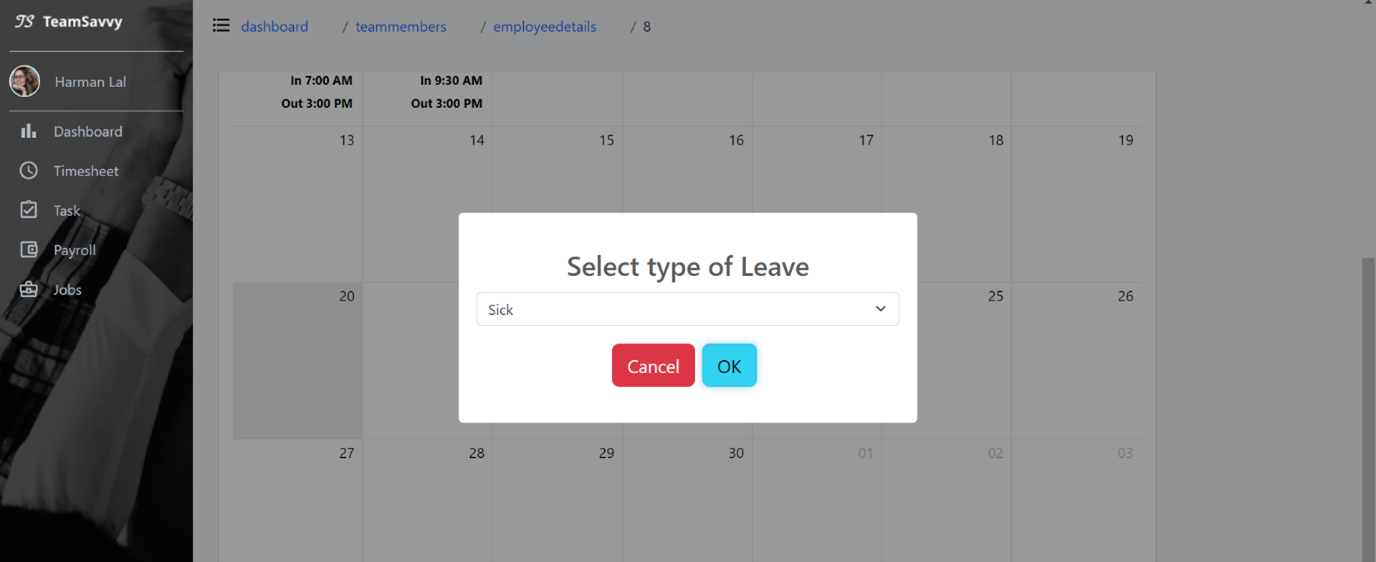 TS TeamSavvy
dashboard / teammembers / employeedetails / 8
Harman Lal
Dashboard
Timesheet
Task
Payroll
Jobs
In 7:00 AM In 9:30 AM
Out 3:00 PM Out 3:00 PM
13 14 15 16 17 18 19
Select type of Leave
20 25 26
Sick
Cancel OK
27 28 29 30 01 02 03